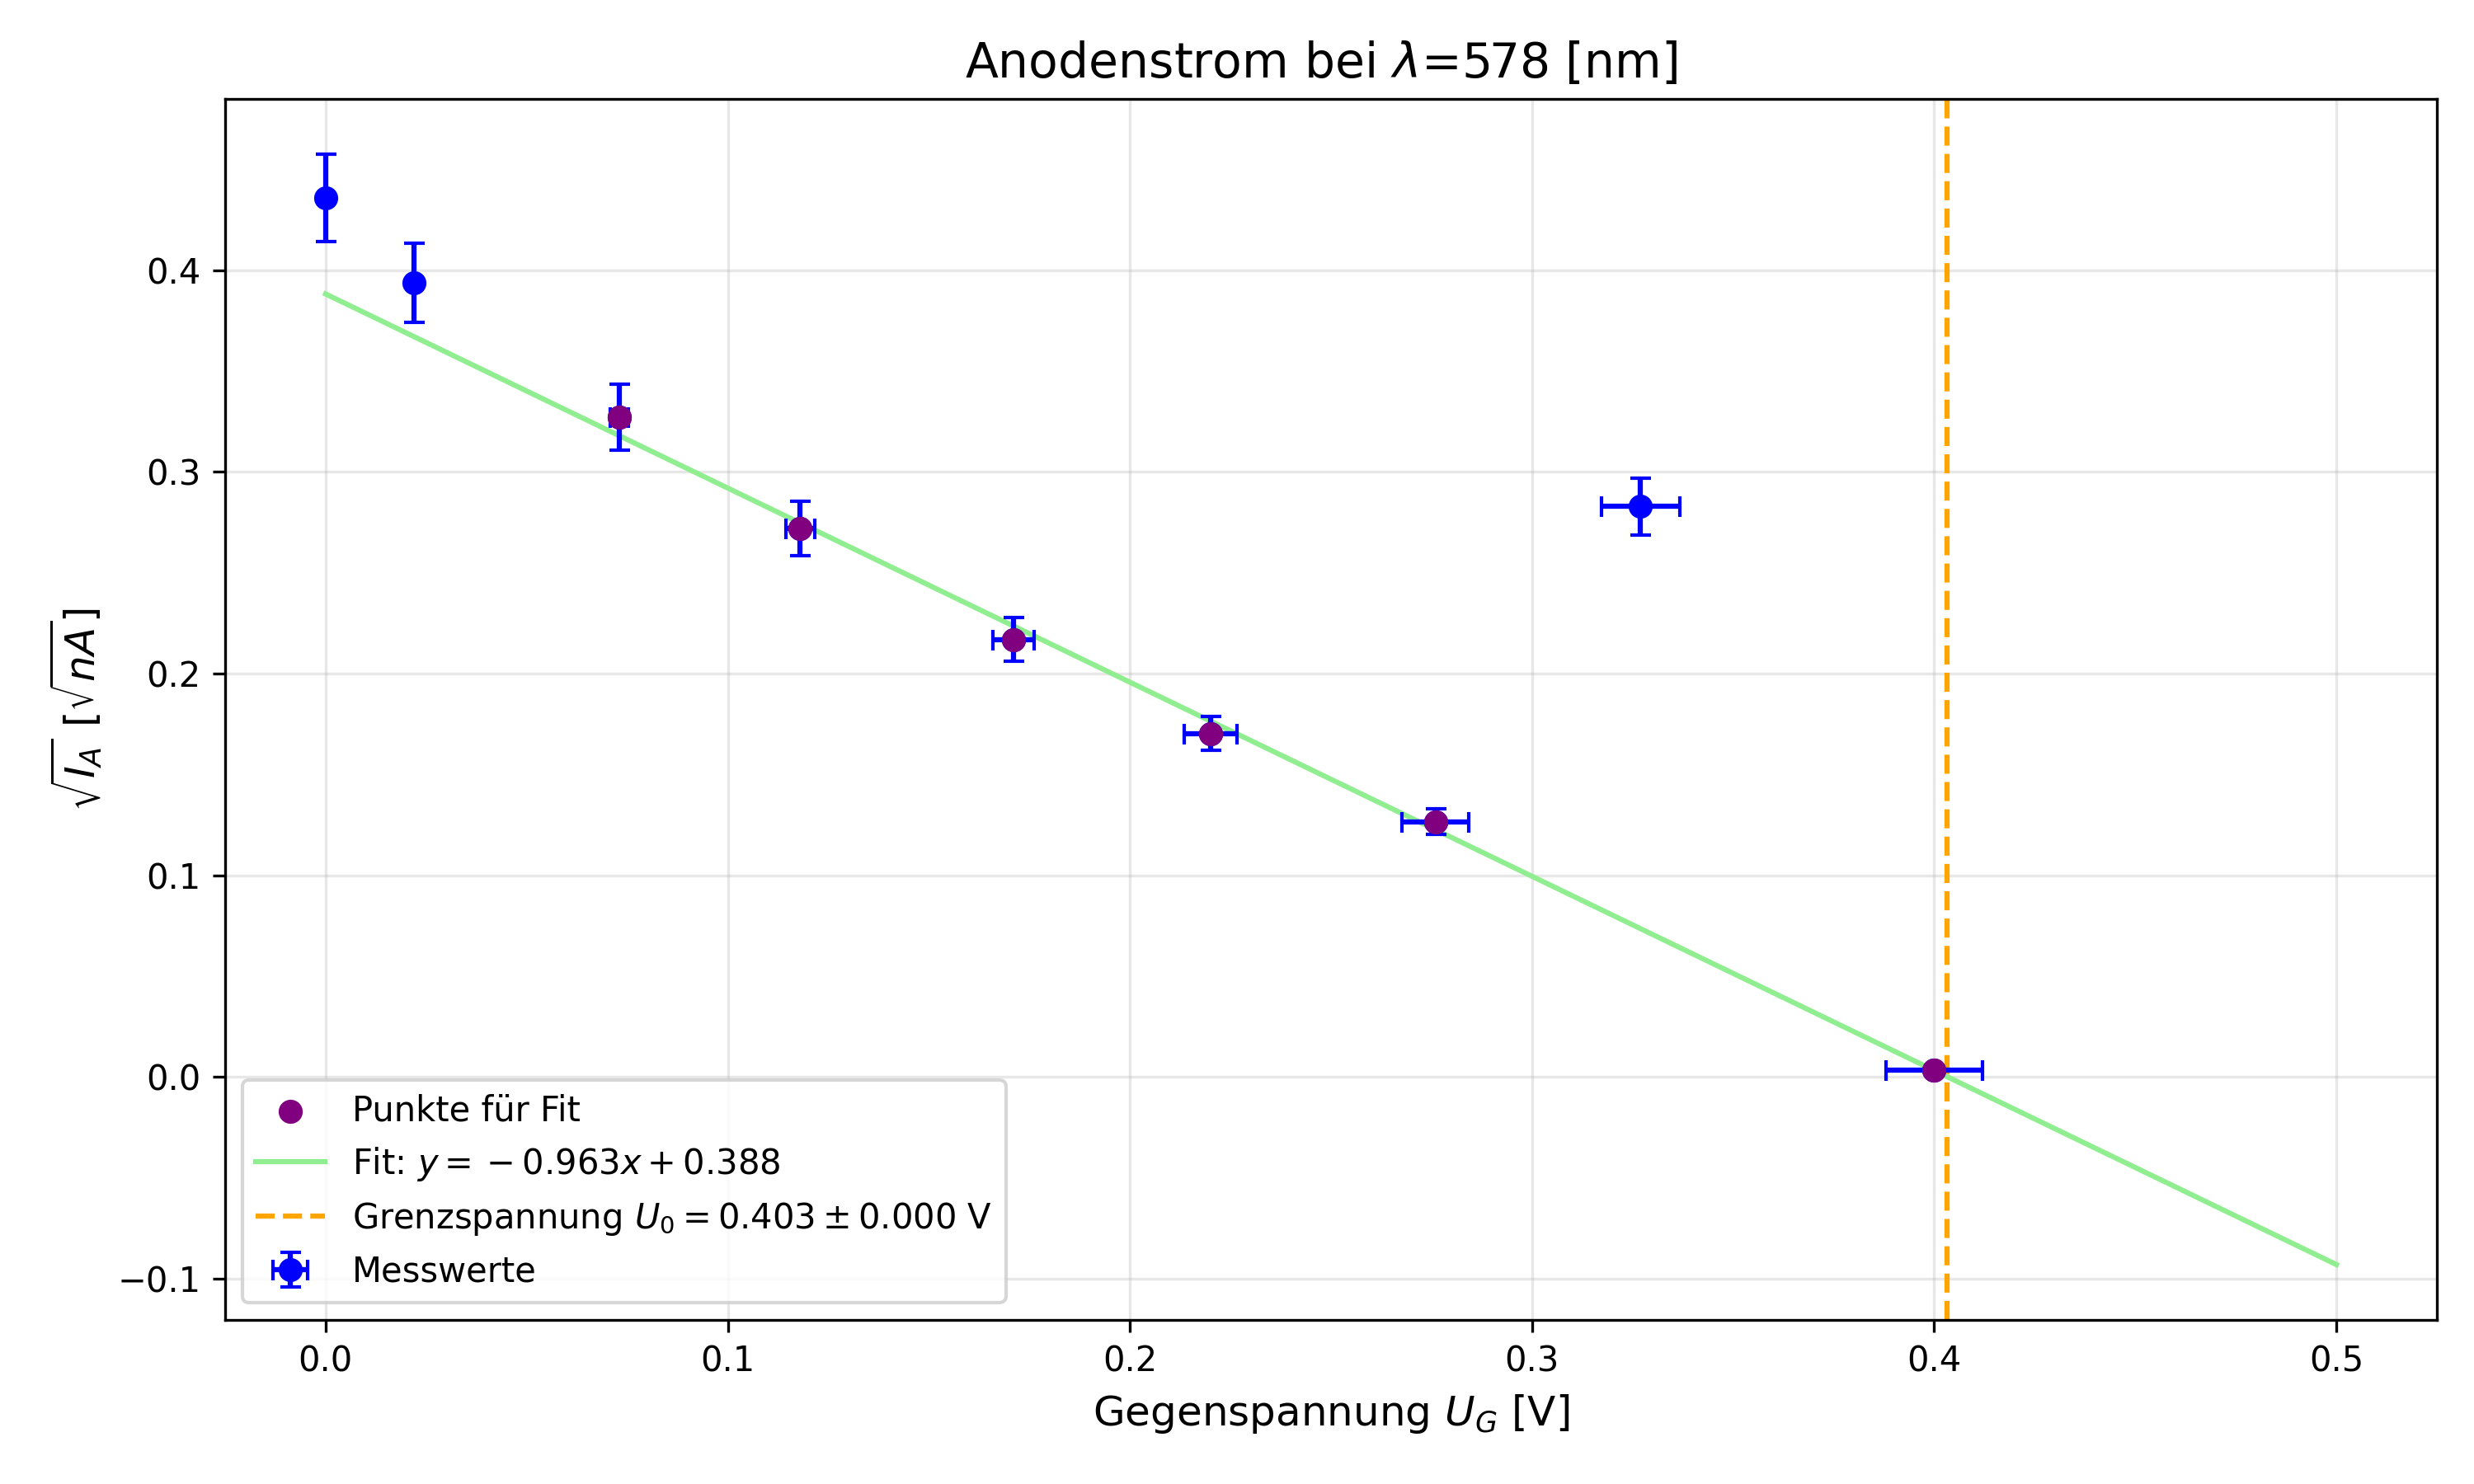 Anodenstrom bei λ=578 [nm]
√I_A [√nA]
0.4
0.3
0.2
0.1
0.0
−0.1
Punkte für Fit
Fit: y = − 0.963x + 0.388
Grenzspannung U₀ = 0.403 ± 0.000 V
Messwerte
0.0 0.1 0.2 0.3 0.4 0.5
Gegenspannung U_G [V]